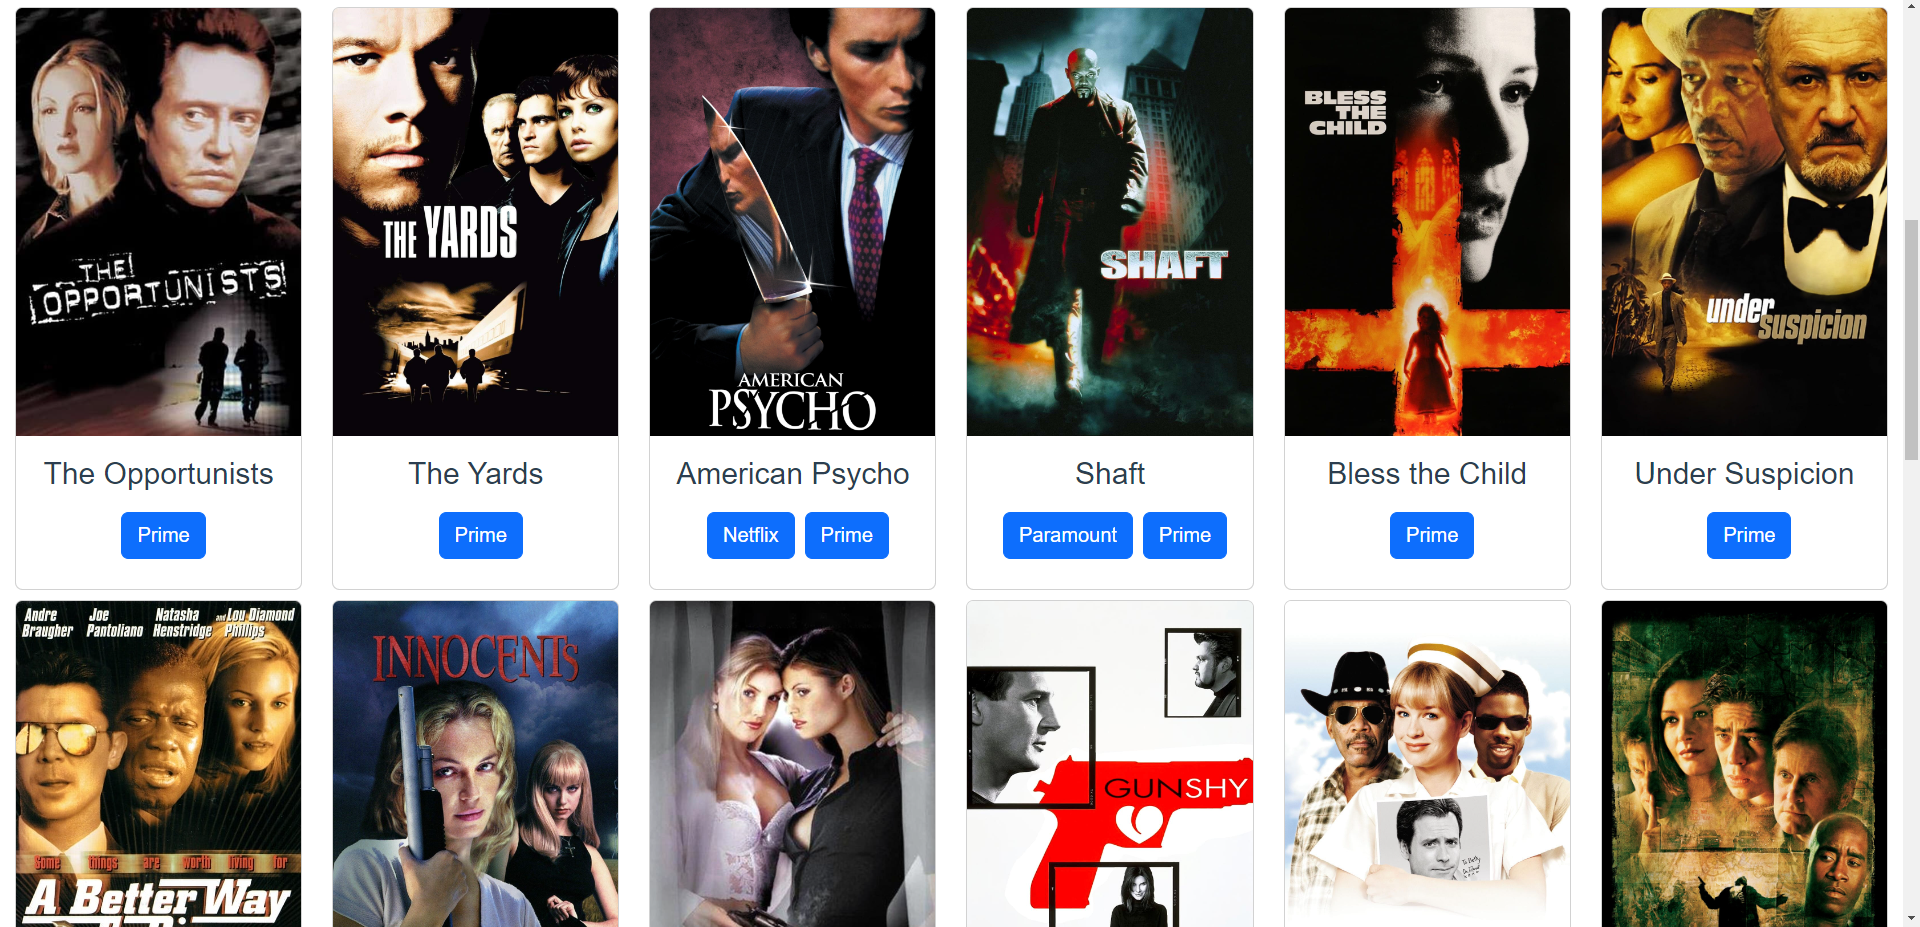 THE
OPPORTUNISTS
THE YARDS
AMERICAN
PSYCHO
SHAFT
BLESS
THE
CHILD
under
suspicion
The Opportunists
The Yards
American Psycho
Shaft
Bless the Child
Under Suspicion
Prime
Prime
Netflix
Prime
Paramount
Prime
Prime
Prime
Andre Braugher
Joe Pantoliano
Natasha Henstridge
and Lou Diamond Phillips
Some things are worth living for
A Better Way
INNOCENTS
GUNSHY